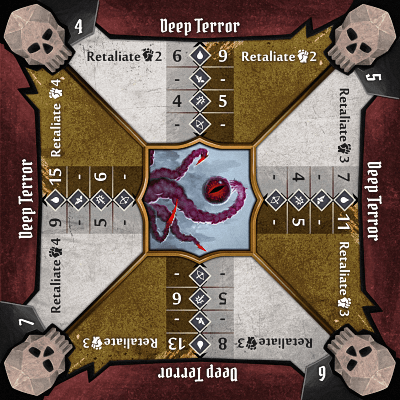 4
Deep Terror
Retaliate 2 6 9 Retaliate 2
- -
4 5
- -
5
Deep Terror
Retaliate 3 7 11 Retaliate 3
- -
4 5
- -
6
Deep Terror
Retaliate 3 8 13 Retaliate 3
- -
5 6
- -
7
Deep Terror
Retaliate 4 9 15 Retaliate 4
- -
5 6
- -